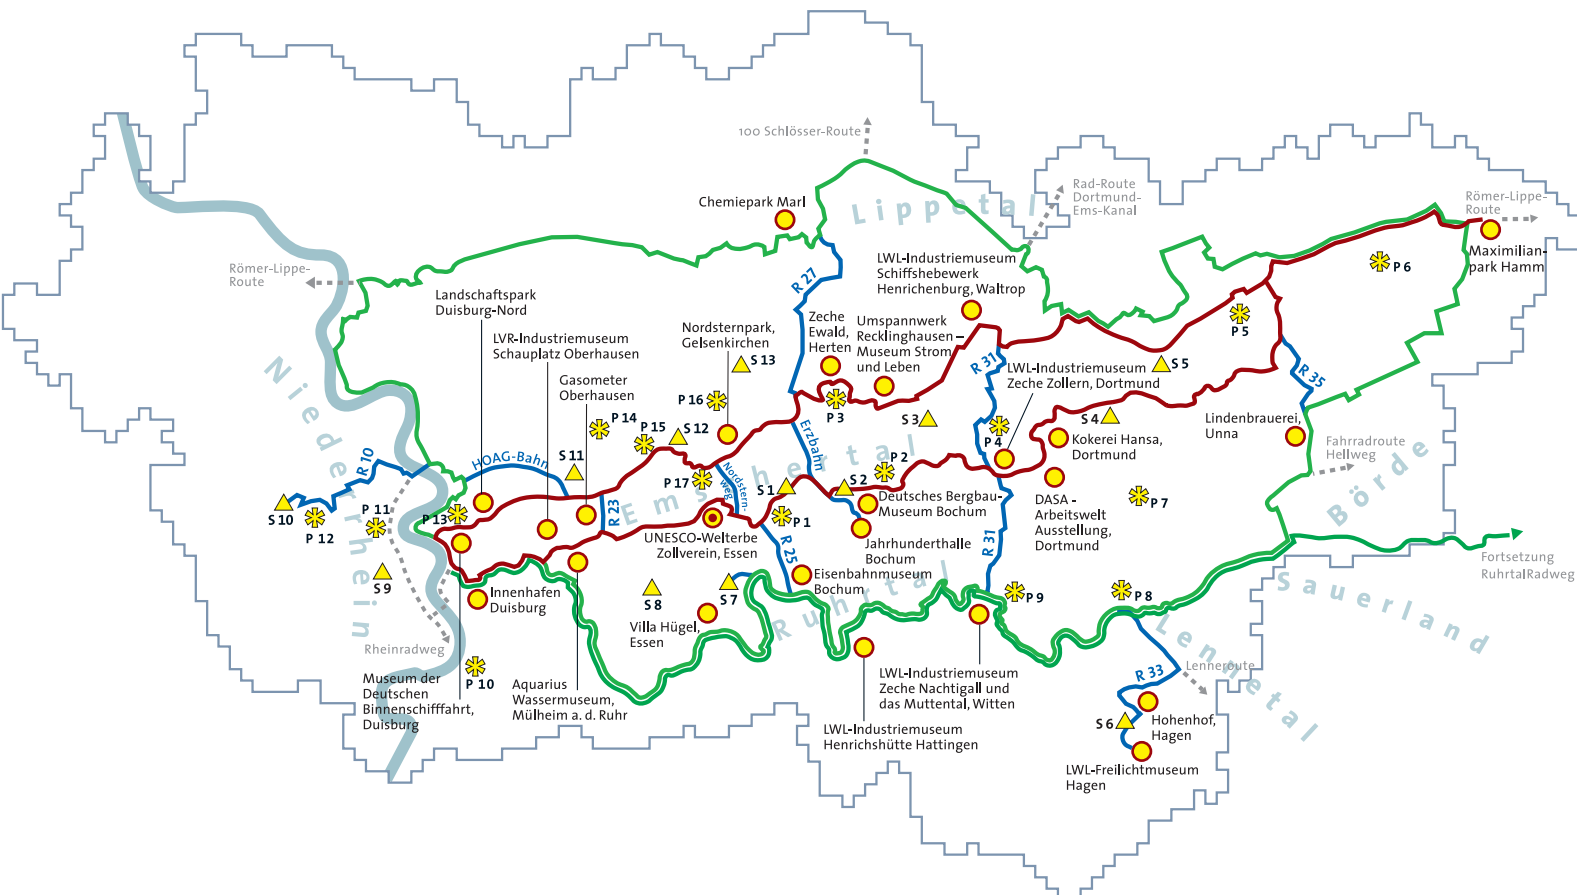 100 Schlösser-Route
Rad-Route
Dortmund-
Ems-Kanal
Römer-Lippe-
Route
Chemiepark Marl
Lippetal
Maximilian-
park Hamm
P 6
Römer-Lippe-
Route
R 27
LWL-Industriemuseum
Schiffshebewerk
Henrichenburg, Waltrop
Landschaftspark
Duisburg-Nord
LVR-Industriemuseum
Schauplatz Oberhausen
Gasometer
Oberhausen
Nordsternpark,
Gelsenkirchen
S 13
Zeche
Ewald,
Herten
Umspannwerk
Recklinghausen –
Museum Strom
und Leben
P 5
R 31
LWL-Industriemuseum
Zeche Zollern, Dortmund
S 5
R 35
Niederrhein
P 16
P 14
P 15
S 12
P 3
S 3
S 4
P 4
Kokerei Hansa,
Dortmund
Lindenbrauerei,
Unna
Fahrradroute
Hellweg
Börde
R 10
HOAG-Bahn
S 11
Emschertal
Erzbahn
P 17
Nordstern-
weg
S 1
S 2
P 2
Deutsches Bergbau-
Museum Bochum
DASA -
Arbeitswelt
Ausstellung,
Dortmund
P 7
S 10
P 12
P 11
P 13
R 23
UNESCO-Welterbe
Zollverein, Essen
P 1
Jahrhunderthalle
Bochum
R 31
R 25
Eisenbahnmuseum
Bochum
Fortsetzung
RuhrtalRadweg
S 9
Innenhafen
Duisburg
S 8
S 7
Ruhrtal
P 9
P 8
Sauerland
Villa Hügel,
Essen
Lennetal
Rheinradweg
P 10
Museum der
Deutschen
Binnenschifffahrt,
Duisburg
Aquarius
Wassermuseum,
Mülheim a. d. Ruhr
LWL-Industriemuseum
Zeche Nachtigall und
das Muttental, Witten
R 33
Lenneroute
LWL-Industriemuseum
Henrichshütte Hattingen
S 6
Hohenhof,
Hagen
LWL-Freilichtmuseum
Hagen